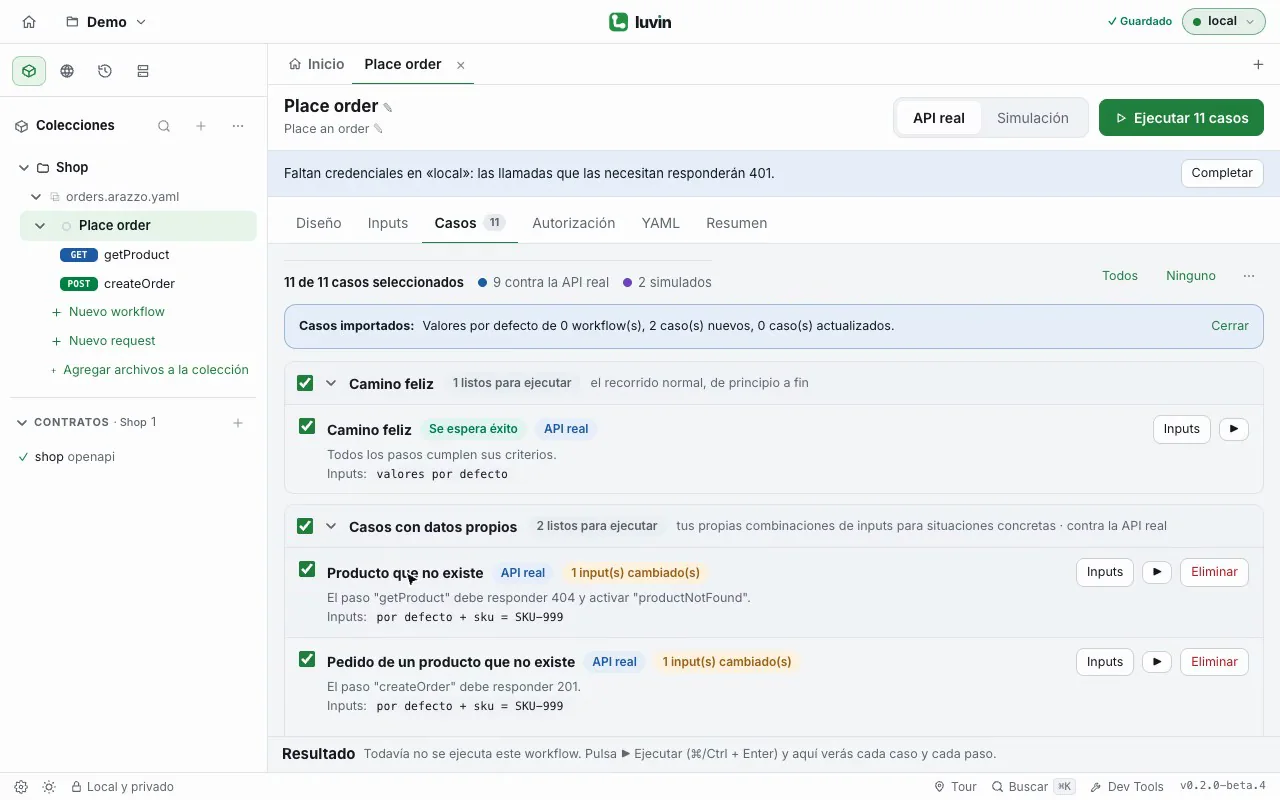 Demo
luvin
Guardado
local
Inicio
Place order
Colecciones
Shop
orders.arazzo.yaml
Place order
GET getProduct
POST createOrder
+ Nuevo workflow
+ Nuevo request
+ Agregar archivos a la colección
CONTRATOS · Shop 1
shop openapi
Place order
Place an order
API real
Simulación
Ejecutar 11 casos
Faltan credenciales en «local»: las llamadas que las necesitan responderán 401.
Completar
Diseño
Inputs
Casos 11
Autorización
YAML
Resumen
11 de 11 casos seleccionados
9 contra la API real
2 simulados
Todos
Ninguno
Casos importados: Valores por defecto de 0 workflow(s), 2 caso(s) nuevos, 0 caso(s) actualizados.
Cerrar
Camino feliz 1 listos para ejecutar el recorrido normal, de principio a fin
Camino feliz Se espera éxito API real
Inputs
Todos los pasos cumplen sus criterios.
Inputs: valores por defecto
Casos con datos propios 2 listos para ejecutar tus propias combinaciones de inputs para situaciones concretas · contra la API real
Producto que no existe API real 1 input(s) cambiado(s)
Inputs
Eliminar
El paso "getProduct" debe responder 404 y activar "productNotFound".
Inputs: por defecto + sku = SKU-999
Pedido de un producto que no existe API real 1 input(s) cambiado(s)
Inputs
Eliminar
El paso "createOrder" debe responder 201.
Inputs: por defecto + sku = SKU-999
Resultado Todavía no se ejecuta este workflow. Pulsa ▶ Ejecutar (⌘/Ctrl + Enter) y aquí verás cada caso y cada paso.
Local y privado
Tour
Buscar ⌘K
Dev Tools
v0.2.0-beta.4